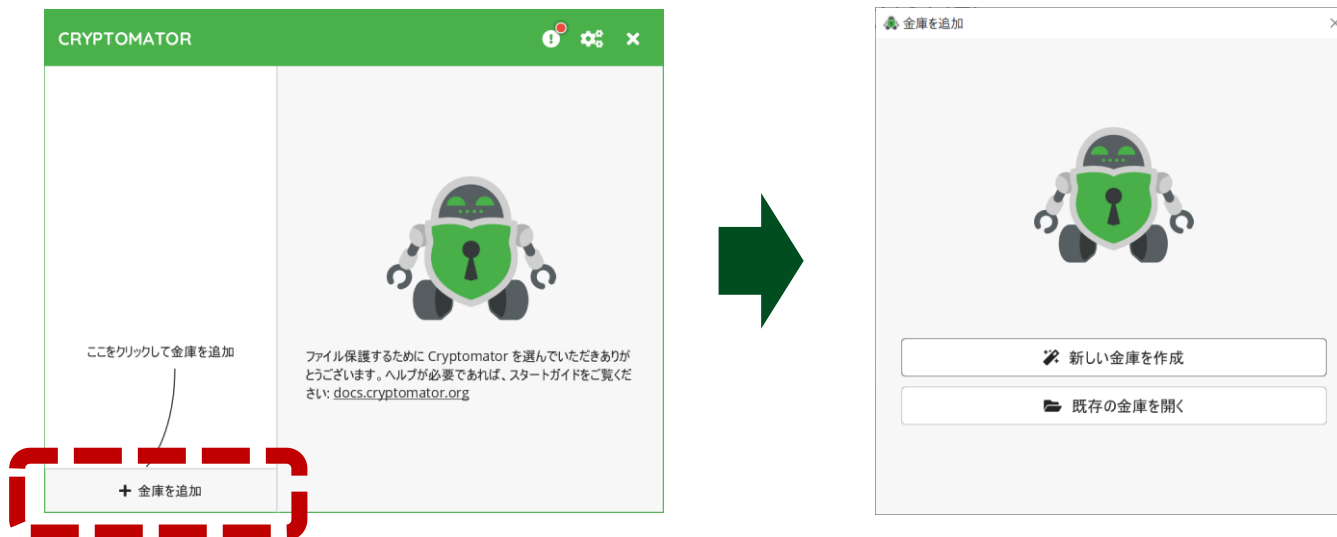 CRYPTOMATOR
ここをクリックして金庫を追加
ファイル保護するために Cryptomator を選んでいただきありが
とうございます。ヘルプが必要であれば、スタートガイドをご覧くだ
さい: docs.cryptomator.org
+ 金庫を追加
金庫を追加
新しい金庫を作成
既存の金庫を開く